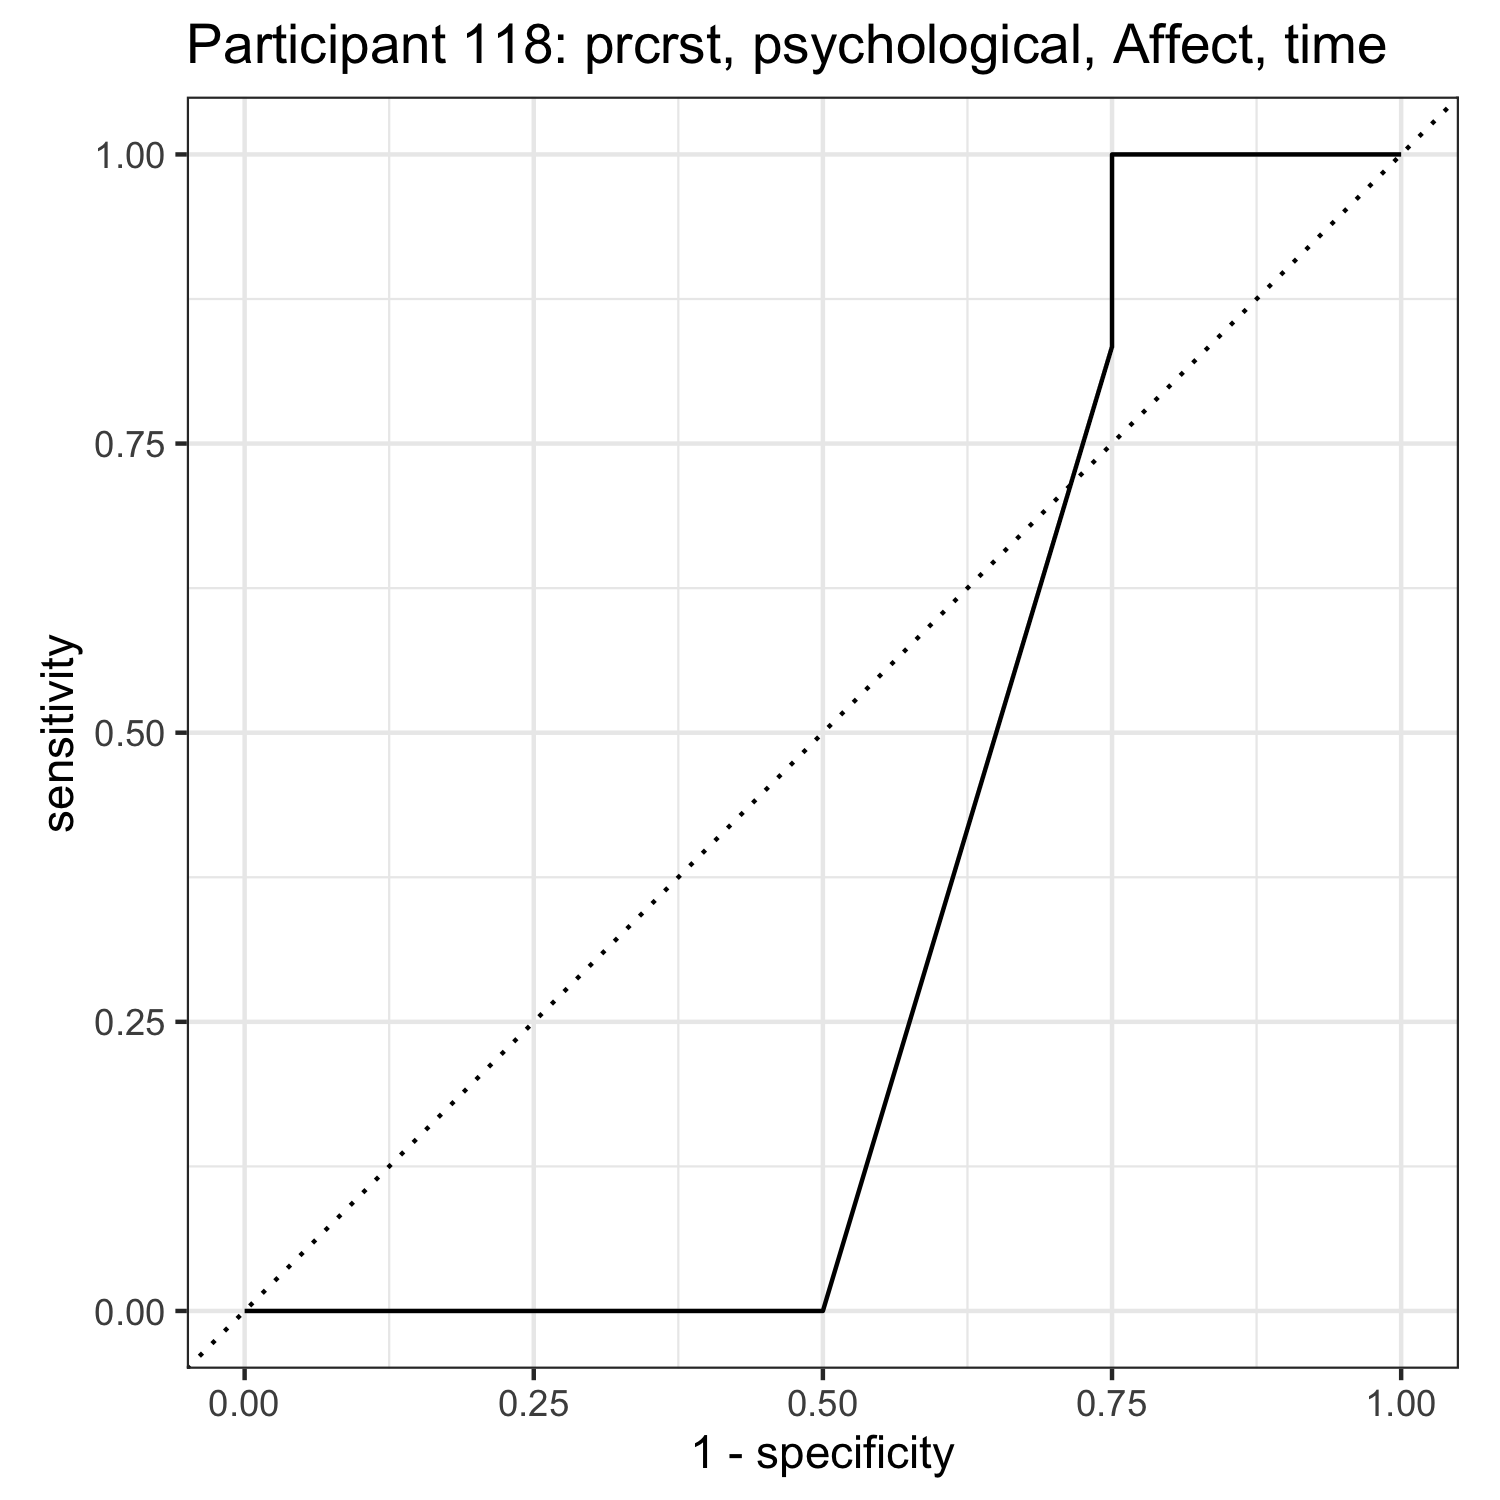 Participant 118: prcrst, psychological, Affect, time
1.00
0.75
0.50
0.25
0.00
sensitivity
0.00 0.25 0.50 0.75 1.00
1 - specificity